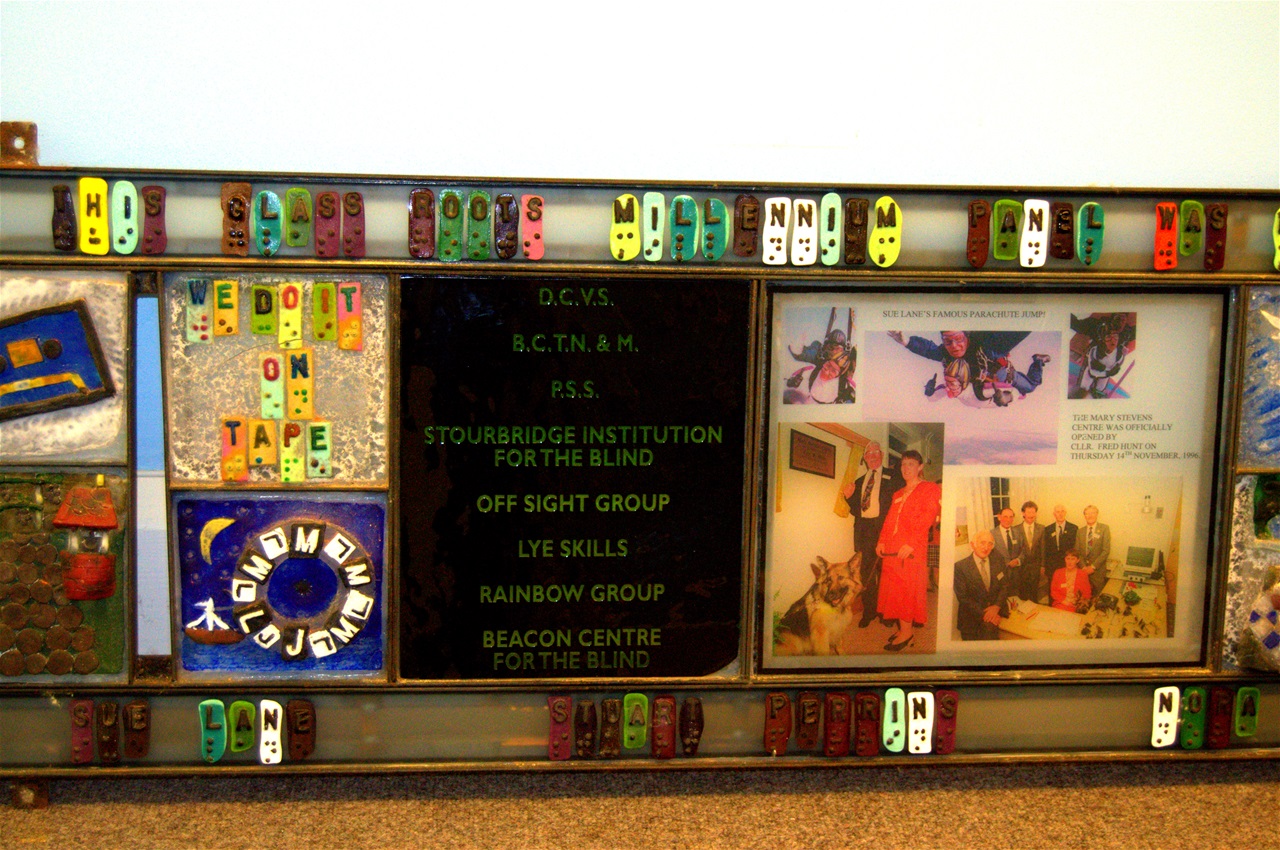 THIS GLASS ROOTS MILLENNIUM PANEL WAS
WE DO IT
ON
TAPE
D.C.V.S.
B.C.T.N. & M.
P.S.S.
STOURBRIDGE INSTITUTION
FOR THE BLIND
OFF SIGHT GROUP
LYE SKILLS
RAINBOW GROUP
BEACON CENTRE
FOR THE BLIND
SUE LANE'S FAMOUS PARACHUTE JUMP!
THE MARY STEVENS
CENTRE WAS OFFICIALLY
OPENED BY
CLLR. FRED HUNT ON
THURSDAY 14TH NOVEMBER, 1996.
SUE LANE STUART PERRINS NORA